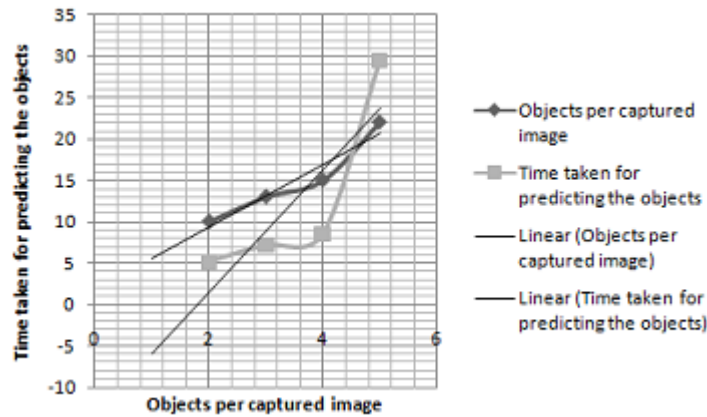 Time taken for predicting the objects
35
30
25
20
15
10
5
0
-5
-10
0
2
4
6
Objects per captured image
Objects per captured
image
Time taken for
predicting the objects
Linear (Objects per
captured image)
Linear (Time taken for
predicting the objects)